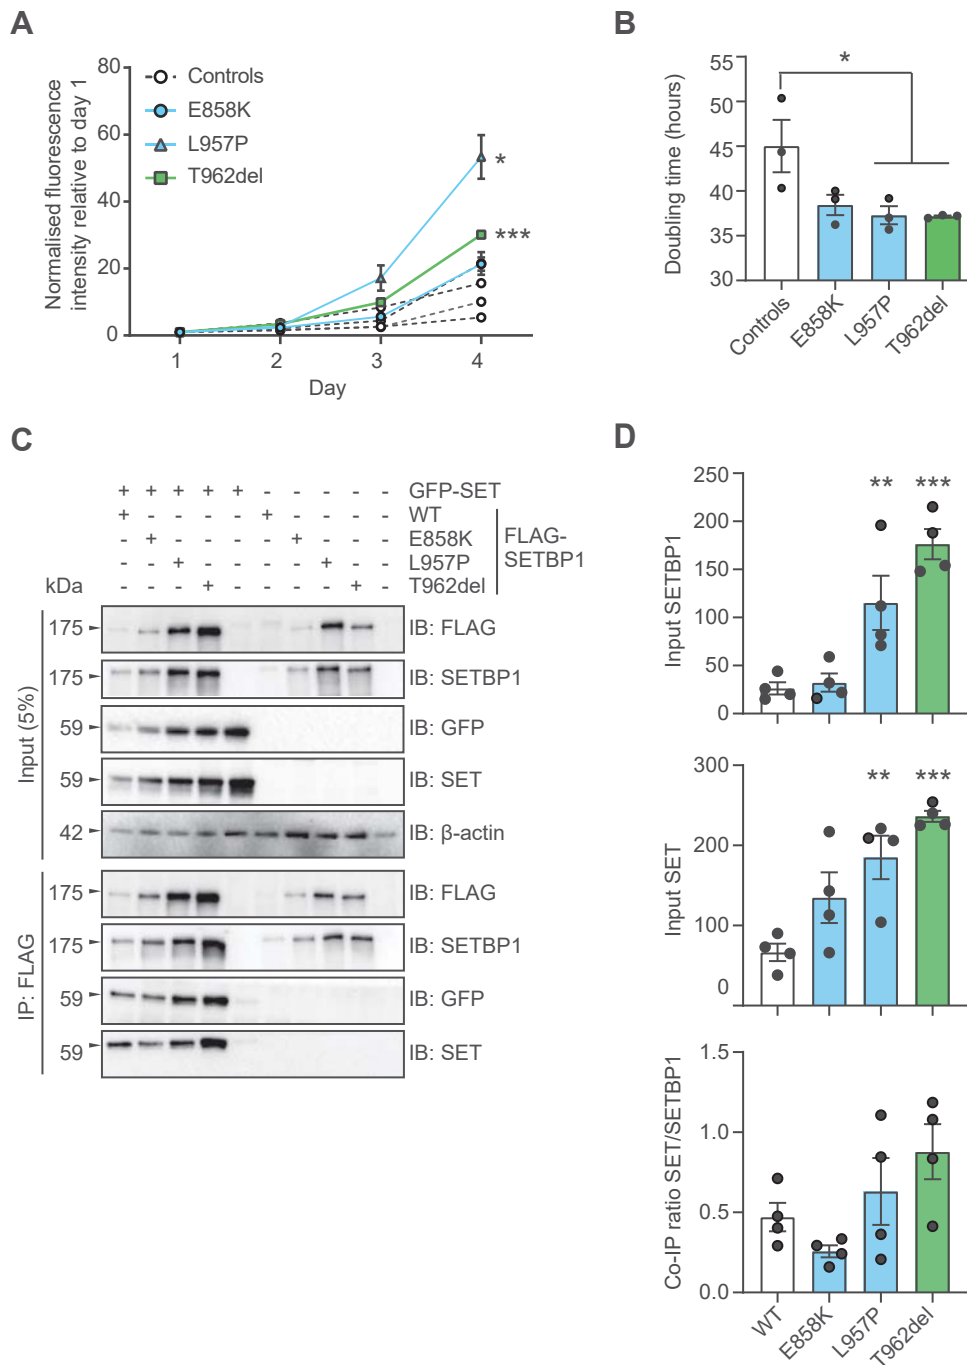 A
Normalised fluorescence
intensity relative to day 1
80
60
40
20
0
Controls
E858K
L957P
T962del
*
***
1 2 3 4
Day
B
Doubling time (hours)
55
50
45
40
35
30
*
Controls
E858K
L957P
T962del
C
+ + + + + - - - - - GFP-SET
+ - - - - + - - - - WT
- + - - - - + - - - E858K
- - + - - - - + - - L957P
- - - + - - - - + - T962del
FLAG-
SETBP1
kDa
Input (5%)
175 IB: FLAG
175 IB: SETBP1
59 IB: GFP
59 IB: SET
42 IB: β-actin
IP: FLAG
175 IB: FLAG
175 IB: SETBP1
59 IB: GFP
59 IB: SET
D
Input SETBP1
250
200
150
100
50
0
** ***
Input SET
300
200
100
0
** ***
Co-IP ratio SET/SETBP1
1.5
1.0
0.5
0.0
WT
E858K
L957P
T962del